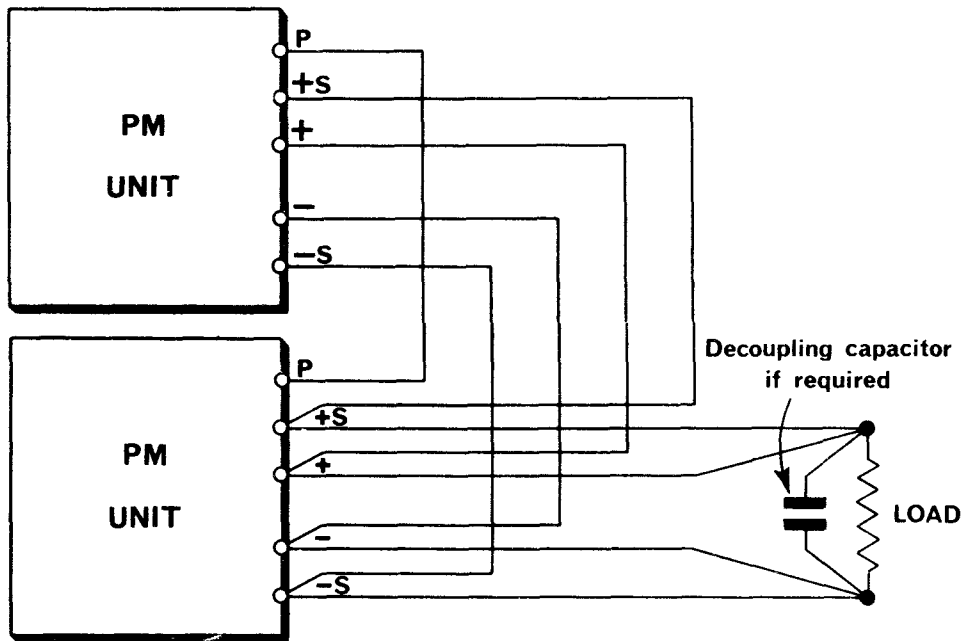 P
+S
PM
+
UNIT
-
-S
P
Decoupling capacitor
if required
+S
PM
+
UNIT
LOAD
-
-S